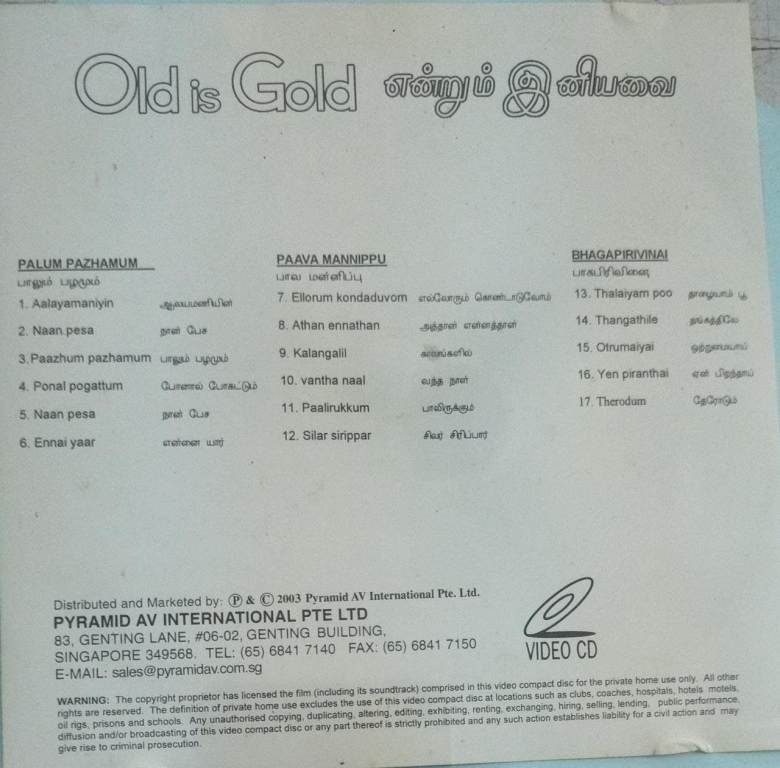 Old is Gold என்றும் இனியவை
PALUM PAZHAMUM
பாலும் பழமும்
1. Aalayamaniyin ஆலயமணியின்
2. Naan pesa நான் பேச
3.Paazhum pazhamum பாலும் பழமும்
4. Ponal pogattum போனால் போகட்டும்
5. Naan pesa நான் பேச
6. Ennai yaar என்னை யார்
PAAVA MANNIPPU
பாவ மன்னிப்பு
7. Ellorum kondaduvom எல்லோரும் கொண்டாடுவோம்
8. Athan ennathan அத்தான் என்னத்தான்
9. Kalangalil காலங்களில்
10. vantha naal வந்த நாள்
11. Paalirukkum பாலிருக்கும்
12. Silar sirippar சிலர் சிரிப்பார்
BHAGAPIRIVINAI
பாகபிரிவினை
13. Thalaiyam poo தாழையாம் பூ
14. Thangathile தங்கத்திலே
15. Otrumaiyai ஒற்றுமையாய்
16. Yen piranthai ஏன் பிறந்தாய்
17. Therodum தேரோடும்
Distributed and Marketed by: Ⓟ & © 2003 Pyramid AV International Pte. Ltd.
PYRAMID AV INTERNATIONAL PTE LTD
83, GENTING LANE, #06-02, GENTING BUILDING,
SINGAPORE 349568. TEL: (65) 6841 7140 FAX: (65) 6841 7150
E-MAIL: sales@pyramidav.com.sg
VIDEO CD
WARNING: The copyright proprietor has licensed the film (including its soundtrack) comprised in this video compact disc for the private home use only. All other
rights are reserved. The definition of private home use excludes the use of this video compact disc at locations such as clubs, coaches, hospitals, hotels motels,
oil rigs, prisons and schools. Any unauthorised copying, duplicating, altering, editing, exhibiting, renting, exchanging, hiring, selling, lending, public performance,
diffusion and/or broadcasting of this video compact disc or any part thereof is strictly prohibited and any such action establishes liability for a civil action and may
give rise to criminal prosecution.